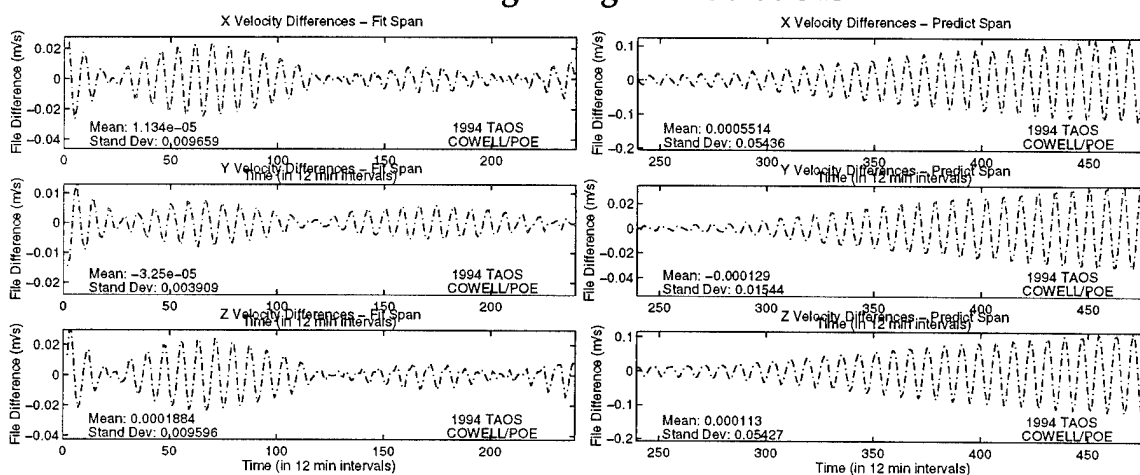 X Velocity Differences – Fit Span
File Difference (m/s)
0.02
0
−0.02
−0.04
Mean: 1.134e−05
Stand Dev: 0.009659
1994 TAOS
COWELL/POE
0 50 100 150 200
Time (in 12 min intervals)
Y Velocity Differences – Fit Span
File Difference (m/s)
0.01
0
−0.01
−0.02
Mean: −3.25e−05
Stand Dev: 0.003909
1994 TAOS
COWELL/POE
0 50 100 150 200
Time (in 12 min intervals)
Z Velocity Differences – Fit Span
File Difference (m/s)
0.02
0
−0.02
−0.04
Mean: 0.0001884
Stand Dev: 0.009596
1994 TAOS
COWELL/POE
0 50 100 150 200
Time (in 12 min intervals)
X Velocity Differences – Predict Span
File Difference (m/s)
0.1
0
−0.1
−0.2
Mean: 0.0005514
Stand Dev: 0.05436
1994 TAOS
COWELL/POE
250 300 350 400 450
Time (in 12 min intervals)
Y Velocity Differences – Predict Span
File Difference (m/s)
0.02
0
−0.02
−0.04
Mean: −0.000129
Stand Dev: 0.01544
1994 TAOS
COWELL/POE
250 300 350 400 450
Time (in 12 min intervals)
Z Velocity Differences – Predict Span
File Difference (m/s)
0.1
0
−0.1
−0.2
Mean: 0.000113
Stand Dev: 0.05427
1994 TAOS
COWELL/POE
250 300 350 400 450
Time (in 12 min intervals)